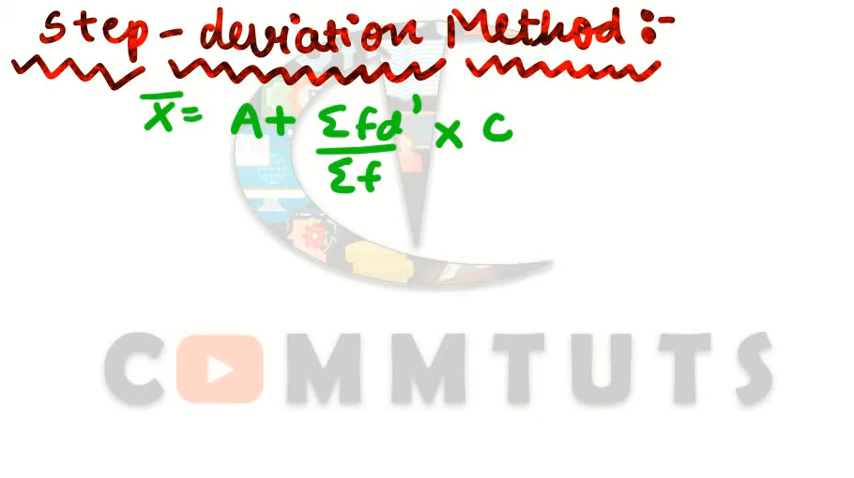 Step-deviation Method:-
X̅ = A + Σfd' / Σf × C
COMMTUTS